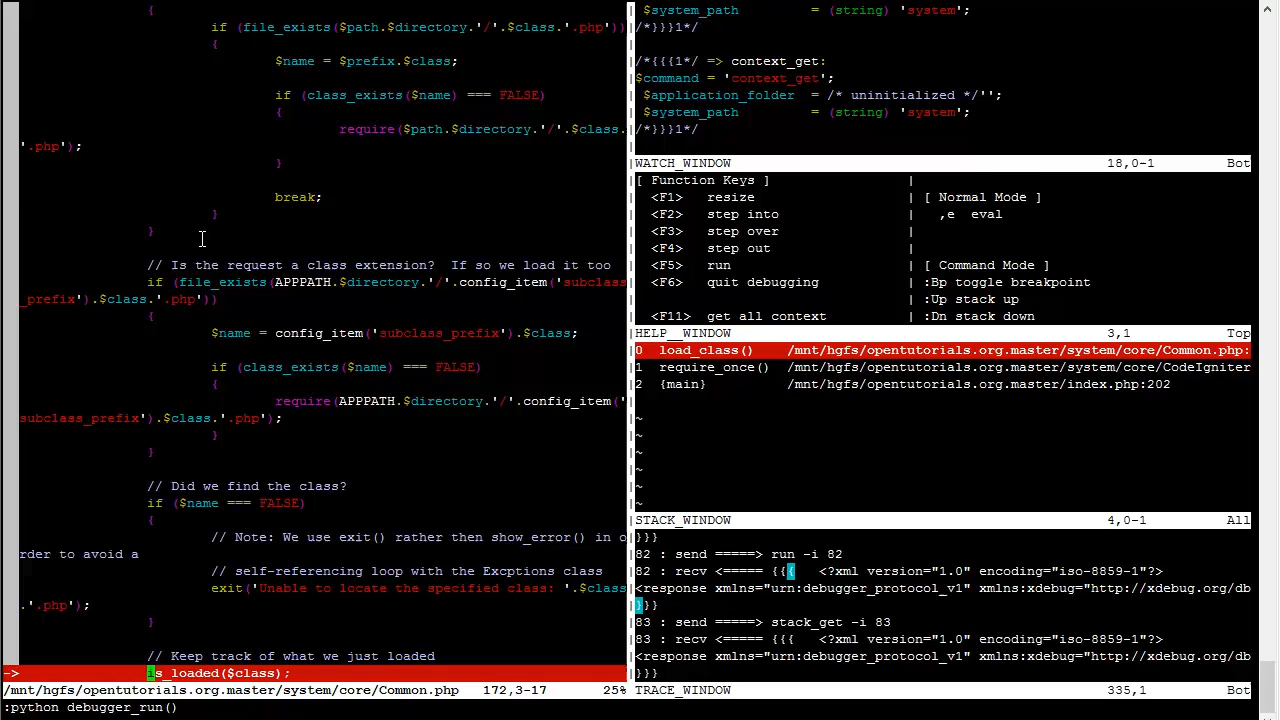 {
if (file_exists($path.$directory.'/'.$class.'.php'))
{
$name = $prefix.$class;
if (class_exists($name) === FALSE)
{
require($path.$directory.'/'.$class.
'.php');
}
break;
}
}
// Is the request a class extension?  If so we load it too
if (file_exists(APPPATH.$directory.'/'.config_item('subclass
_prefix').$class.'.php'))
{
$name = config_item('subclass_prefix').$class;
if (class_exists($name) === FALSE)
{
require(APPPATH.$directory.'/'.config_item('
subclass_prefix').$class.'.php');
}
}
// Did we find the class?
if ($name === FALSE)
{
// Note: We use exit() rather then show_error() in o
rder to avoid a
// self-referencing loop with the Excptions class
exit('Unable to locate the specified class: '.$class
.'.php');
}
// Keep track of what we just loaded
-> is_loaded($class);
/mnt/hgfs/opentutorials.org.master/system/core/Common.php 172,3-17 25%
:python debugger_run()
$system_path = (string) 'system';
/*}}}1*/
/*{{{1*/ => context_get:
$command = 'context_get';
$application_folder = /* uninitialized */'';
$system_path = (string) 'system';
/*}}}1*/
WATCH_WINDOW 18,0-1 Bot
[ Function Keys ] |
<F1> resize | [ Normal Mode ]
<F2> step into | ,e eval
<F3> step over |
<F4> step out |
<F5> run | [ Command Mode ]
<F6> quit debugging | :Bp toggle breakpoint
| :Up stack up
<F11> get all context | :Dn stack down
HELP__WINDOW 3,1 Top
0 load_class() /mnt/hgfs/opentutorials.org.master/system/core/Common.php:
1 require_once() /mnt/hgfs/opentutorials.org.master/system/core/CodeIgniter
2 {main} /mnt/hgfs/opentutorials.org.master/index.php:202
~
~
~
~
~
~
STACK_WINDOW 4,0-1 All
}}}
82 : send =====> run -i 82
82 : recv <===== {{{ <?xml version="1.0" encoding="iso-8859-1"?>
<response xmlns="urn:debugger_protocol_v1" xmlns:xdebug="http://xdebug.org/db
}}}
83 : send =====> stack_get -i 83
83 : recv <===== {{{ <?xml version="1.0" encoding="iso-8859-1"?>
<response xmlns="urn:debugger_protocol_v1" xmlns:xdebug="http://xdebug.org/db
}}}
TRACE_WINDOW 335,1 Bot